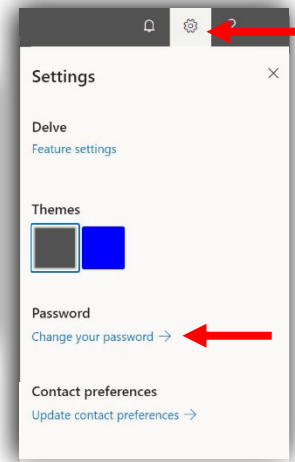 Settings
Delve
Feature settings
Themes
Password
Change your password →
Contact preferences
Update contact preferences →